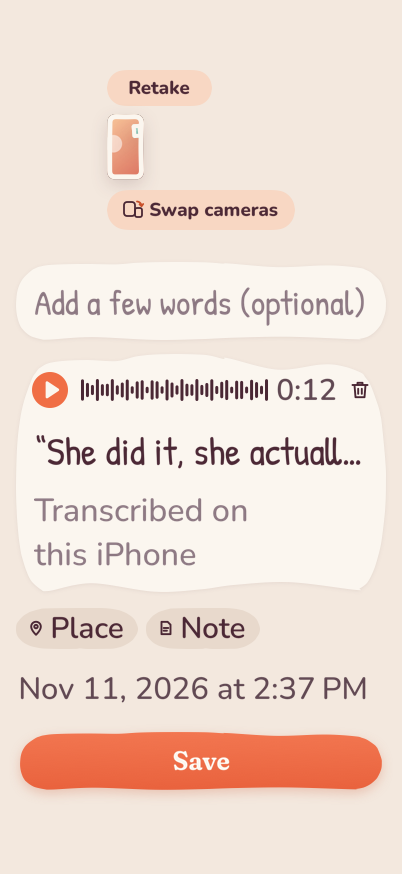 Retake
Swap cameras
Add a few words (optional)
0:12
“She did it, she actuall...
Transcribed on
this iPhone
Place Note
Nov 11, 2026 at 2:37 PM
Save